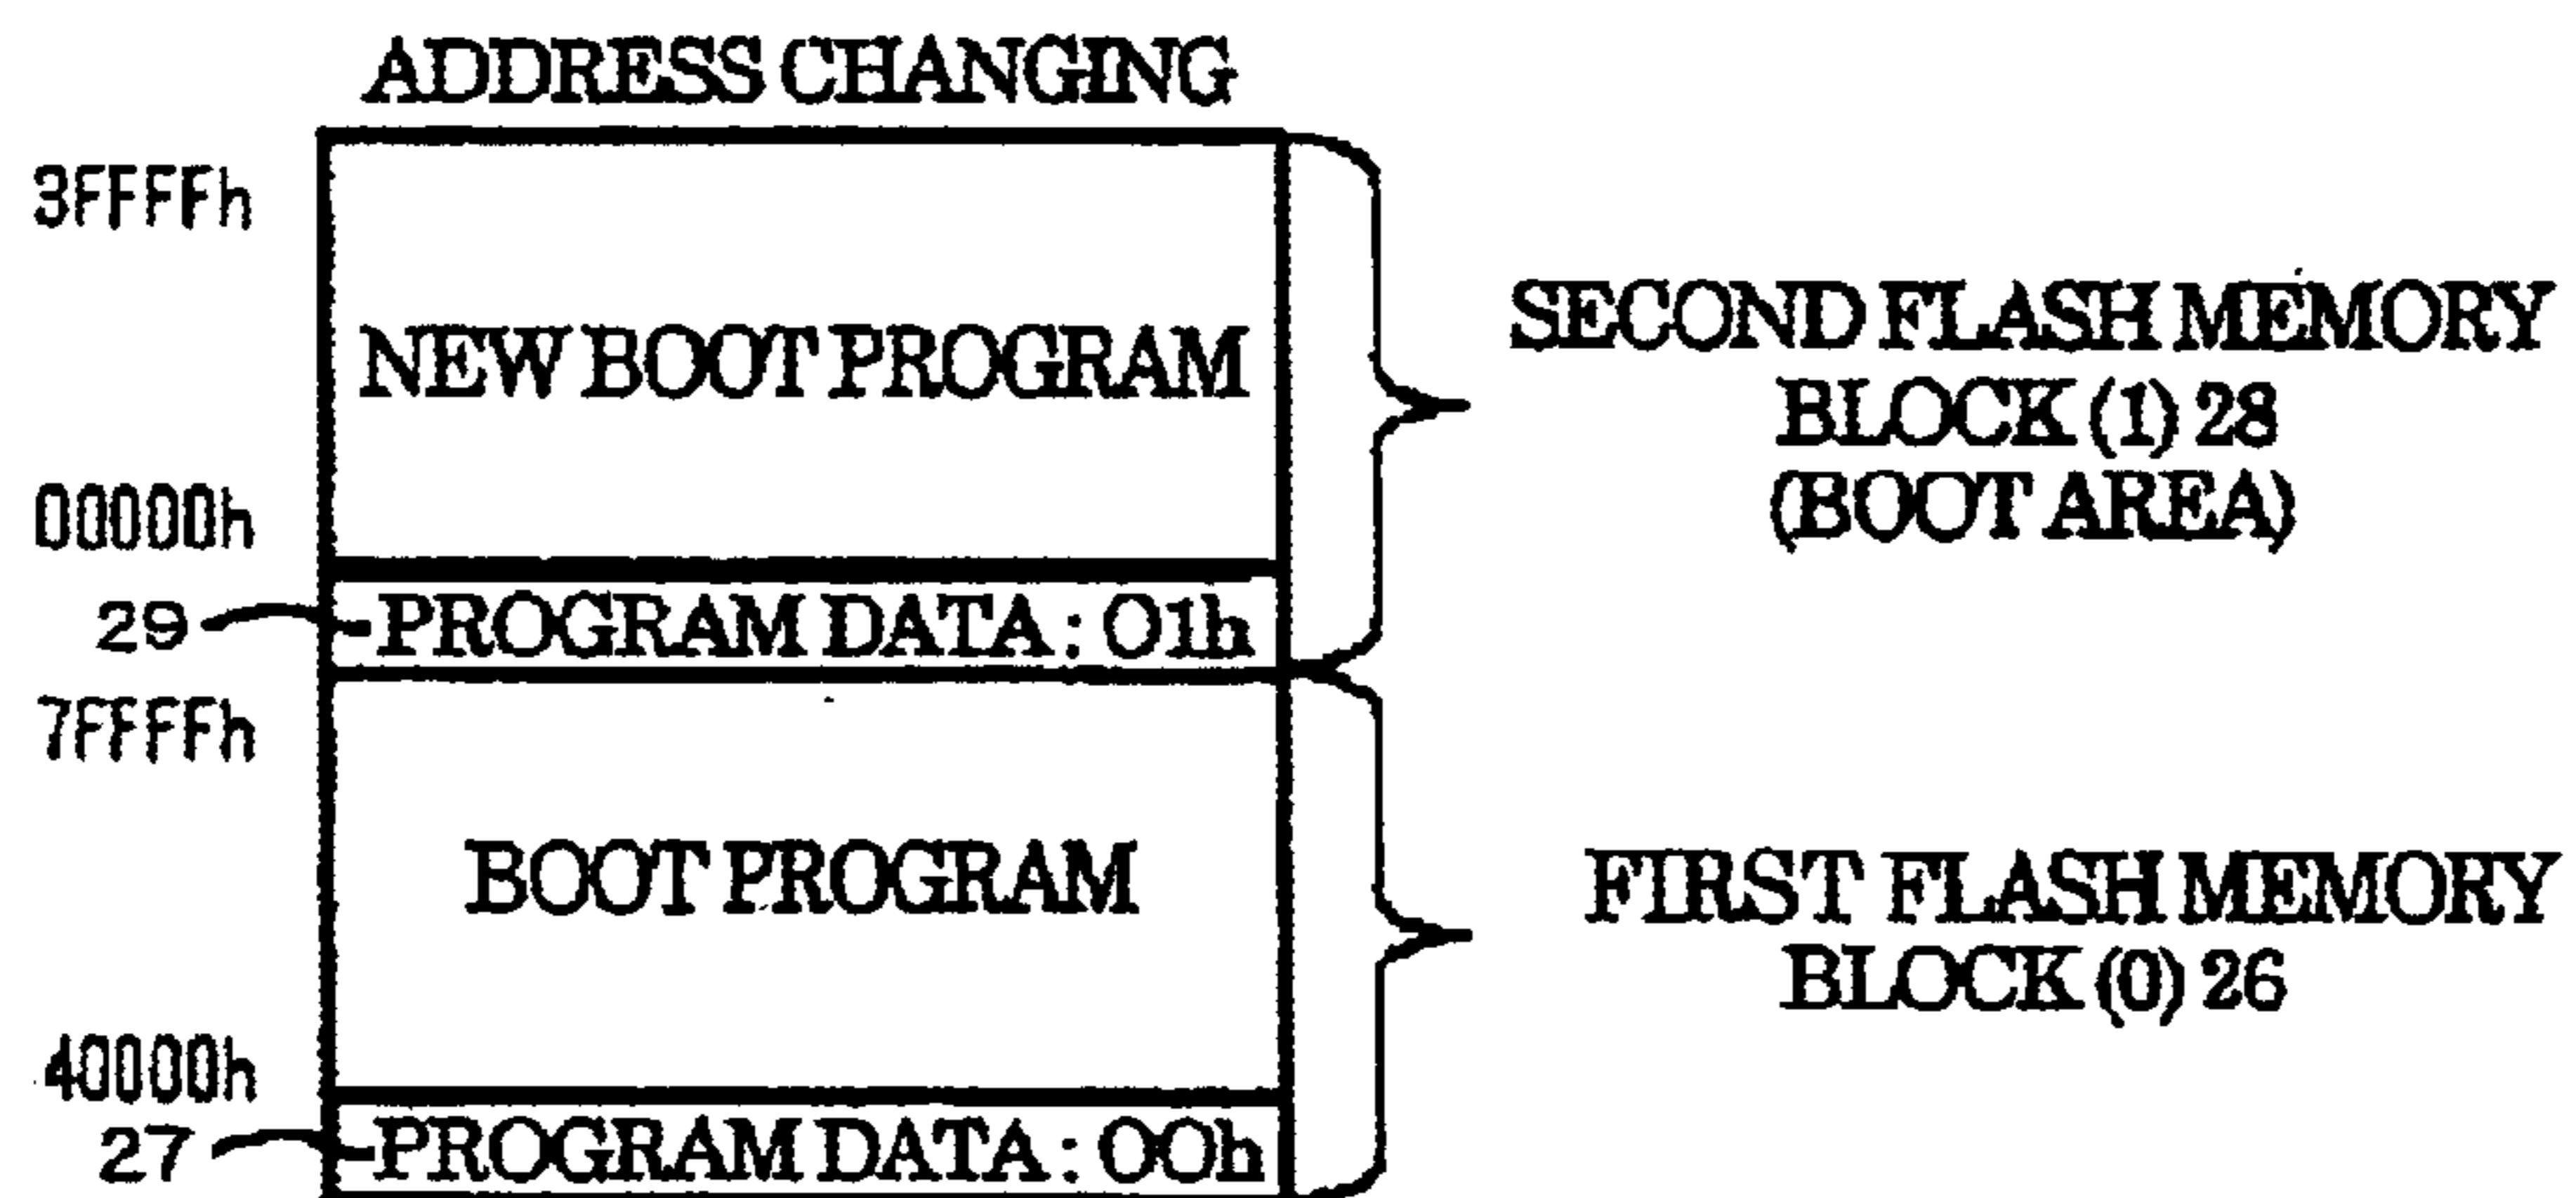 ADDRESS CHANGING
3FFFFh
NEW BOOT PROGRAM
00000h
29
PROGRAM DATA : 01h
SECOND FLASH MEMORY
BLOCK (1) 28
(BOOT AREA)
7FFFFh
BOOT PROGRAM
40000h
27
PROGRAM DATA : 00h
FIRST FLASH MEMORY
BLOCK (0) 26